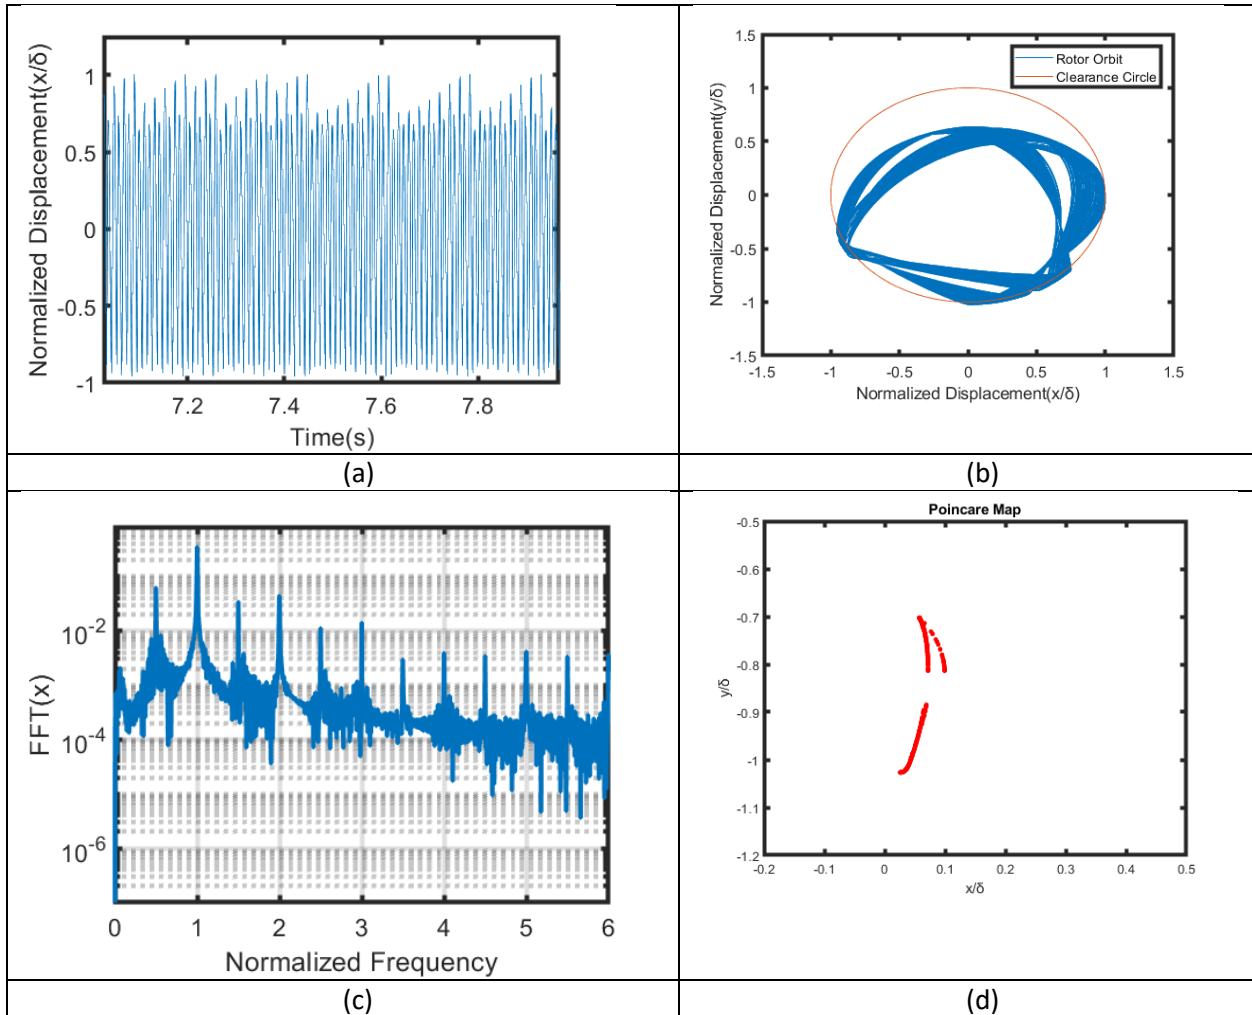 Normalized Displacement(x/δ)
1
0.5
0
-0.5
-1
7.2 7.4 7.6 7.8
Time(s)
(a)
Normalized Displacement(y/δ)
1.5
1
0.5
0
-0.5
-1
-1.5
-1.5 -1 -0.5 0 0.5 1 1.5
Normalized Displacement(x/δ)
Rotor Orbit
Clearance Circle
(b)
FFT(x)
10-2
10-4
10-6
0 1 2 3 4 5 6
Normalized Frequency
(c)
Poincare Map
y/δ
-0.5
-0.6
-0.7
-0.8
-0.9
-1
-1.1
-1.2
-0.2 -0.1 0 0.1 0.2 0.3 0.4 0.5
x/δ
(d)